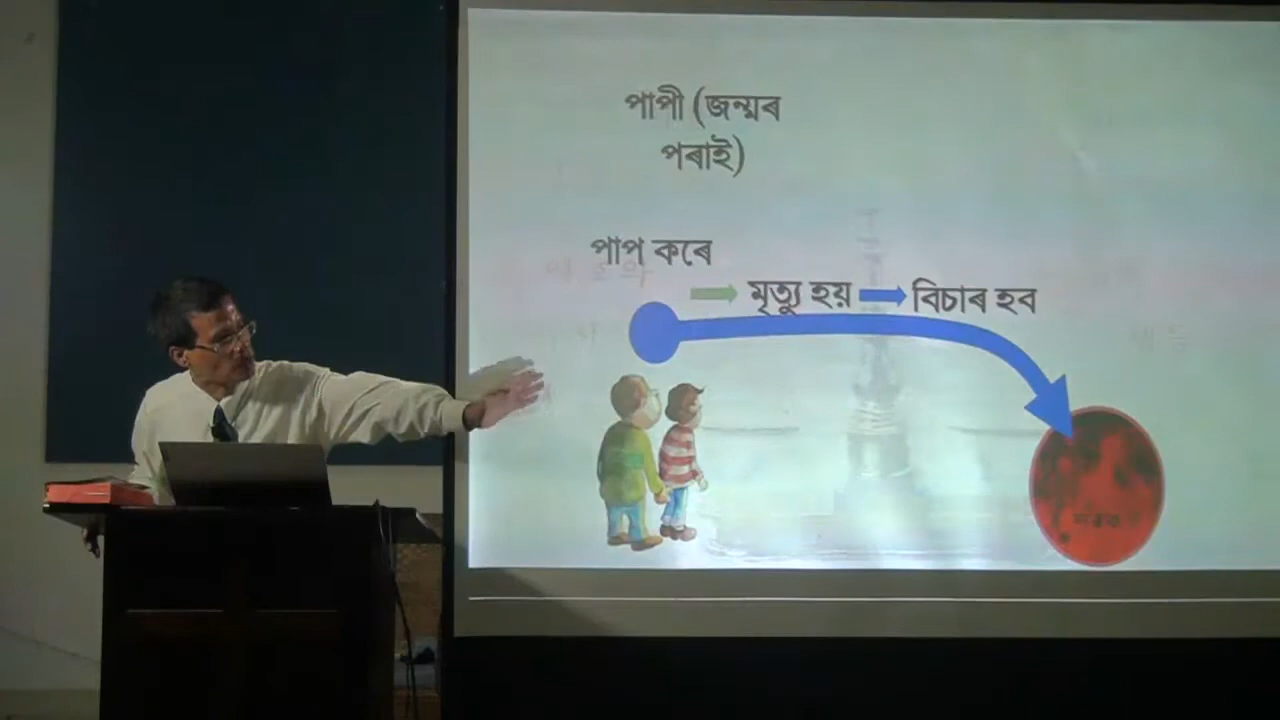 পাপী (জন্মৰ
পৰাই)
পাপ কৰে
মৃত্যু হয়
বিচাৰ হব